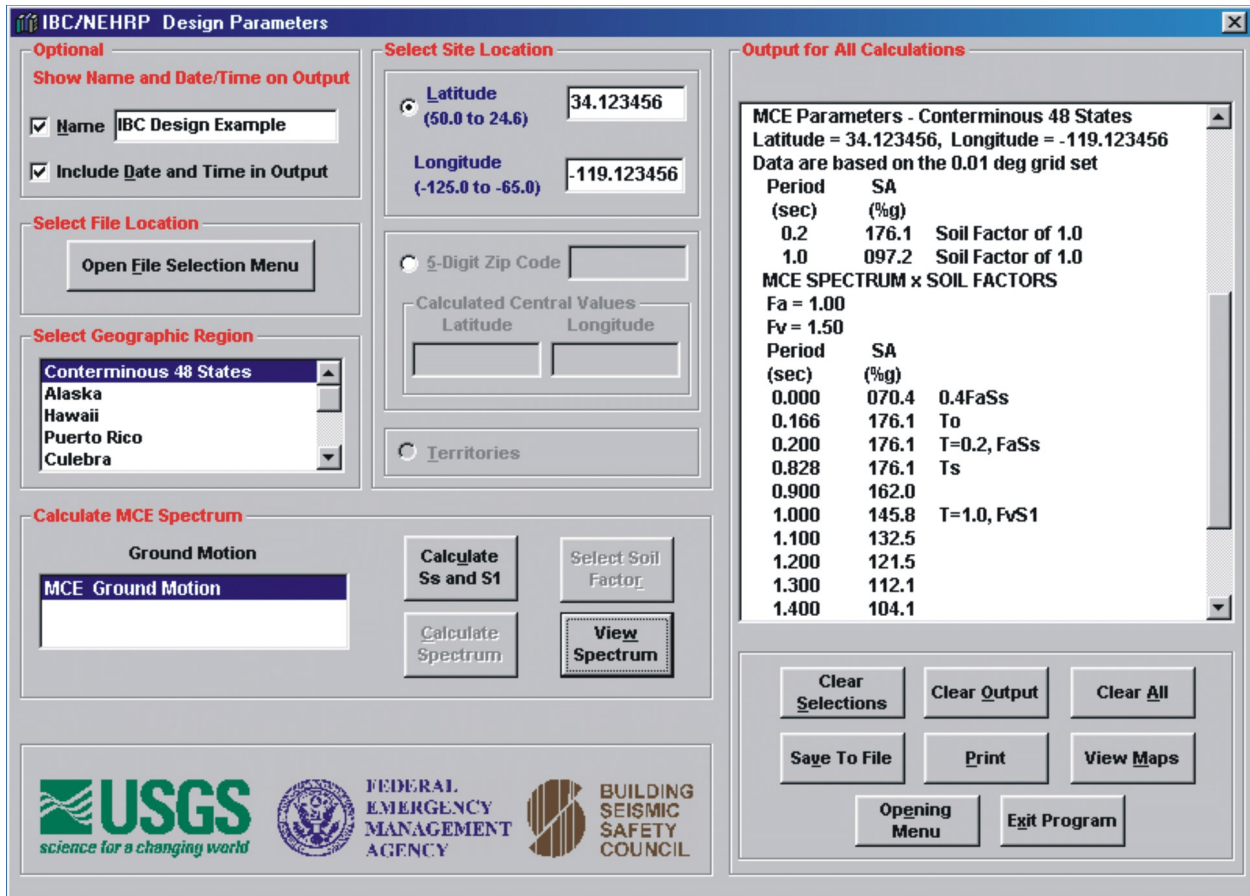 IBC/NEHRP Design Parameters
Optional
Show Name and Date/Time on Output
Name IBC Design Example
Include Date and Time in Output
Select File Location
Open File Selection Menu
Select Geographic Region
Conterminous 48 States
Alaska
Hawaii
Puerto Rico
Culebra
Select Site Location
Latitude 34.123456
(50.0 to 24.6)
Longitude -119.123456
(-125.0 to -65.0)
5-Digit Zip Code
Calculated Central Values
Latitude Longitude
Territories
Calculate MCE Spectrum
Ground Motion
MCE Ground Motion
Calculate
Ss and S1
Select Soil
Factor
Calculate
Spectrum
View
Spectrum
USGS
science for a changing world
FEDERAL
EMERGENCY
MANAGEMENT
AGENCY
BUILDING
SEISMIC
SAFETY
COUNCIL
Output for All Calculations
MCE Parameters - Conterminous 48 States
Latitude = 34.123456, Longitude = -119.123456
Data are based on the 0.01 deg grid set
Period SA
(sec) (%g)
0.2 176.1 Soil Factor of 1.0
1.0 097.2 Soil Factor of 1.0
MCE SPECTRUM x SOIL FACTORS
Fa = 1.00
Fv = 1.50
Period SA
(sec) (%g)
0.000 070.4 0.4FaSs
0.166 176.1 To
0.200 176.1 T=0.2, FaSs
0.828 176.1 Ts
0.900 162.0
1.000 145.8 T=1.0, FvS1
1.100 132.5
1.200 121.5
1.300 112.1
1.400 104.1
Clear
Selections
Clear Output
Clear All
Save To File
Print
View Maps
Opening
Menu
Exit Program